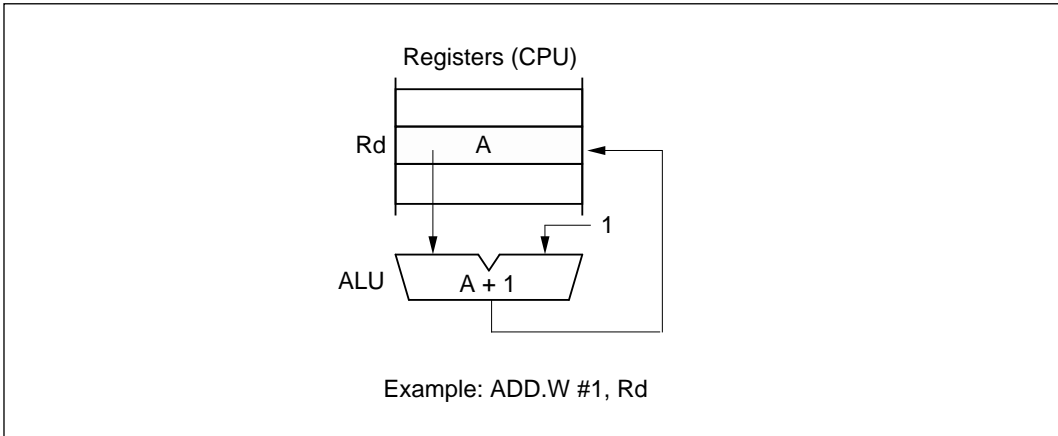 Registers (CPU)
Rd A
1
ALU A + 1
Example: ADD.W #1, Rd